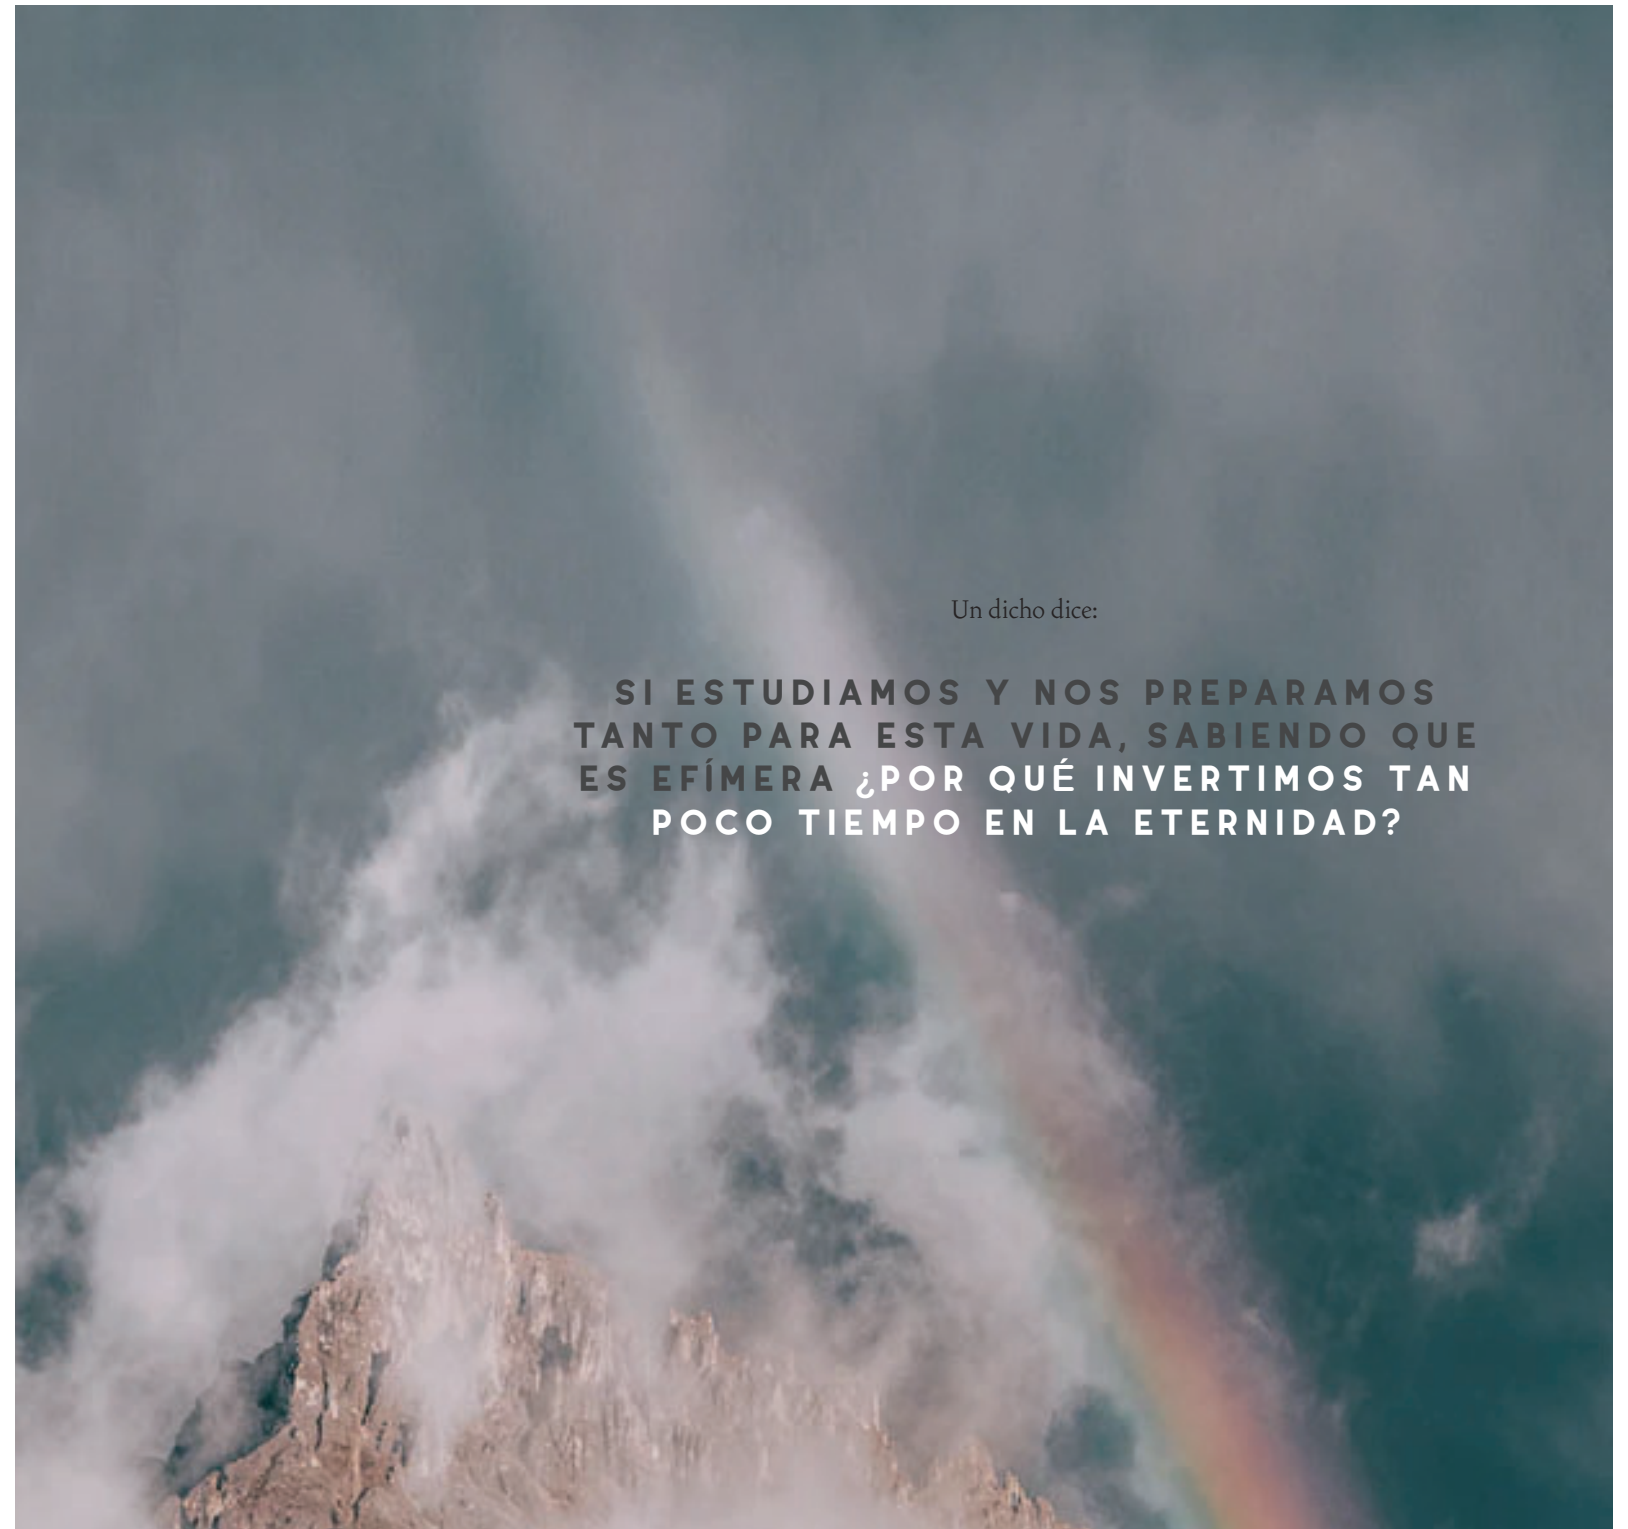 Un dicho dice:
SI ESTUDIAMOS Y NOS PREPARAMOS
TANTO PARA ESTA VIDA, SABIENDO QUE
ES EFÍMERA ¿POR QUÉ INVERTIMOS TAN
POCO TIEMPO EN LA ETERNIDAD?